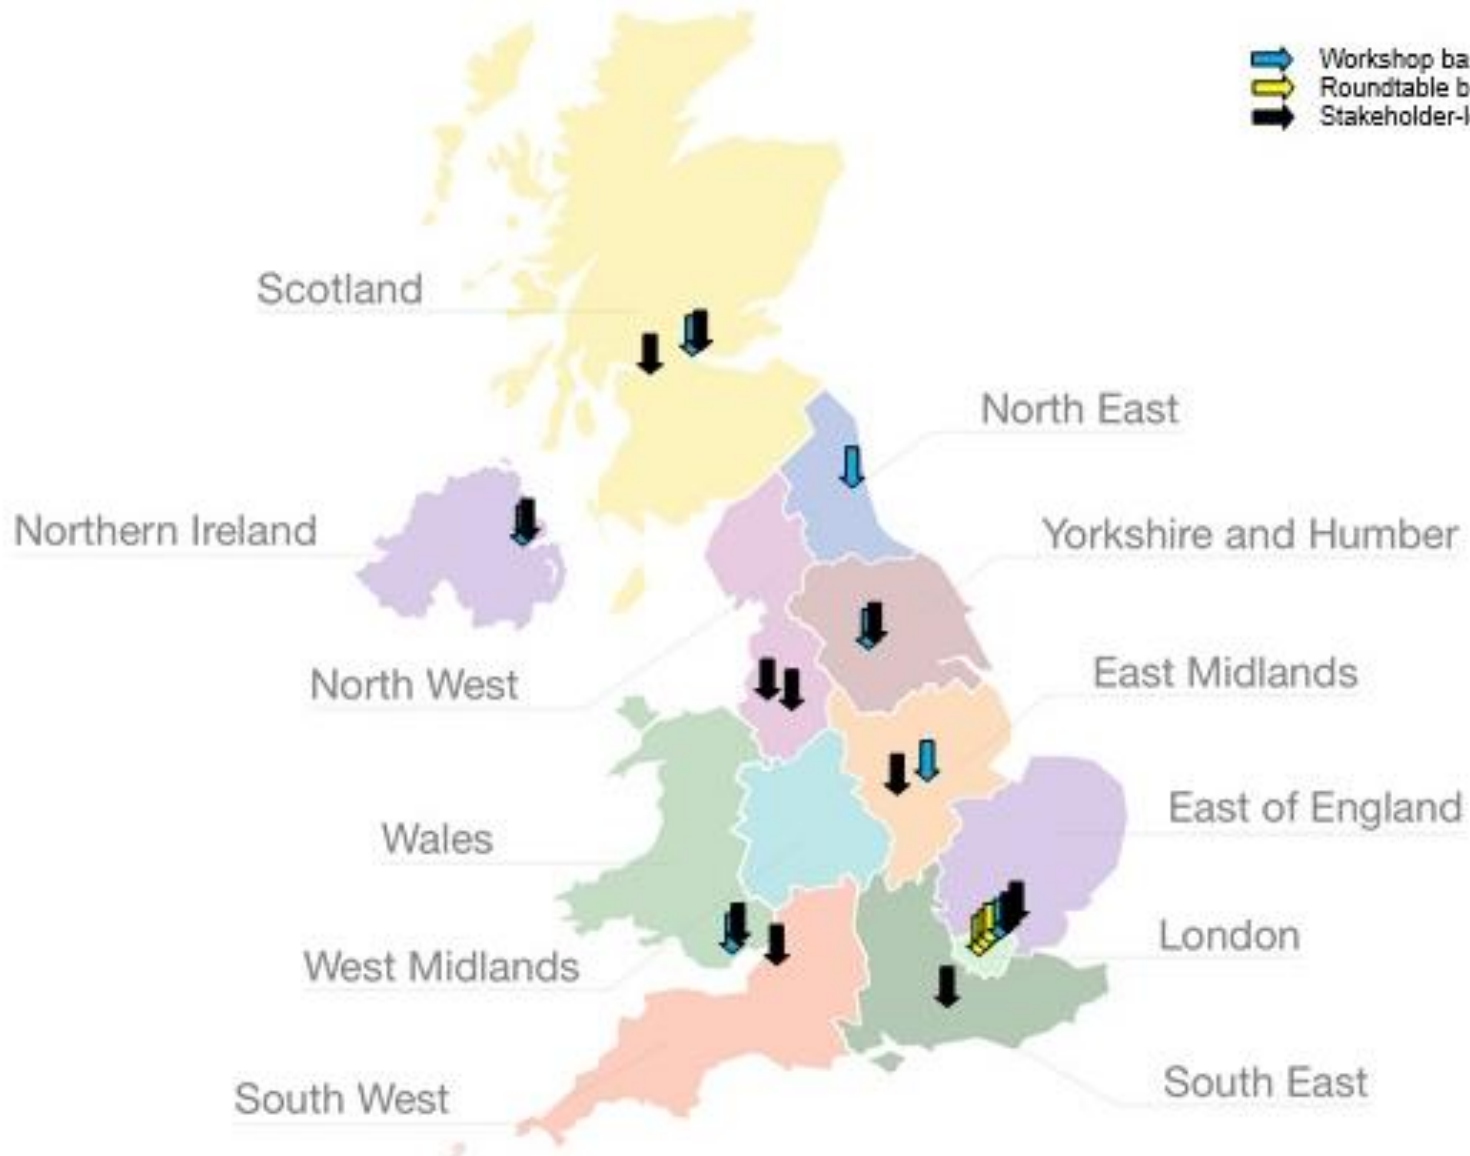 Workshop ba
Roundtable b
Stakeholder-l
Scotland
North East
Northern Ireland
Yorkshire and Humber
North West
East Midlands
Wales
East of England
West Midlands
London
South West
South East